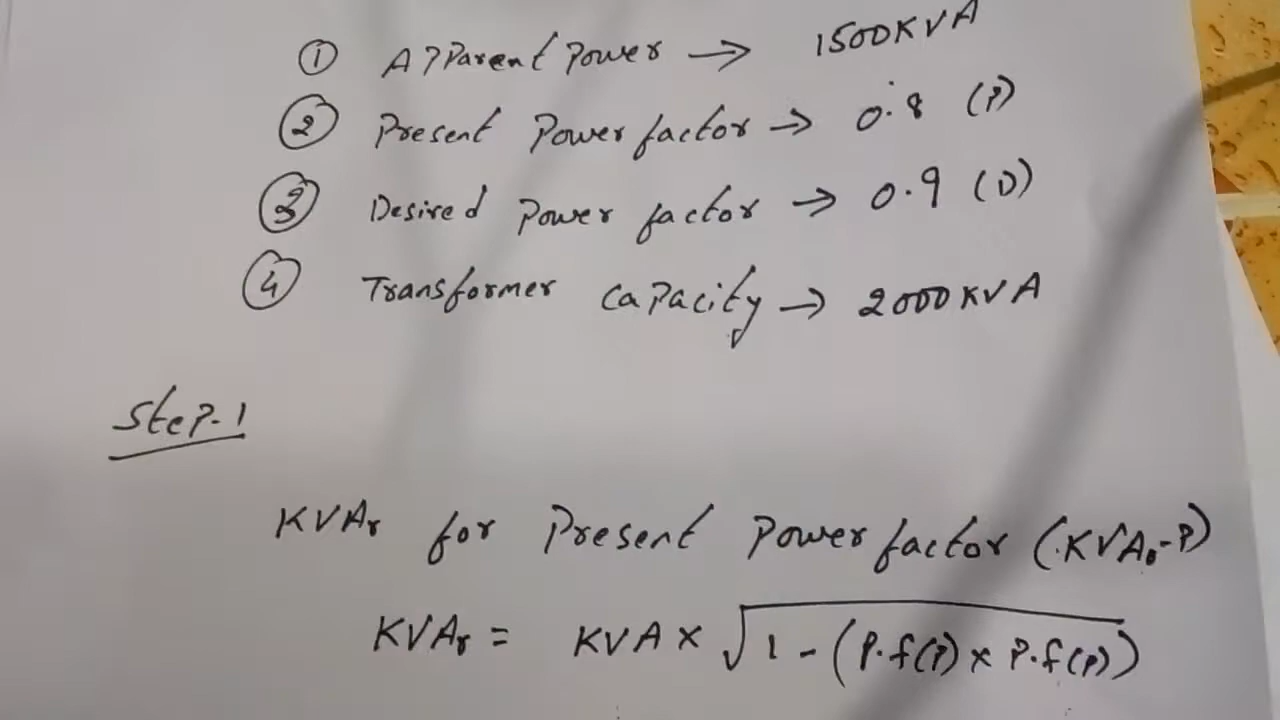 ① Apparent Power → 1500KVA
② Present Power factor → 0.8 (P)
③ Desired Power factor → 0.9 (D)
④ Transformer Capacity → 2000KVA
Step-1
KVAr for Present Power factor (KVAr-P)
KVAr = KVA × √1-(P.f(P) × P.f(P))